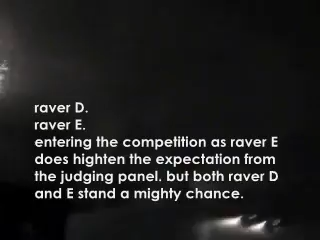 raver D.
raver E.
entering the competition as raver E
does highten the expectation from
the judging panel. but both raver D
and E stand a mighty chance.